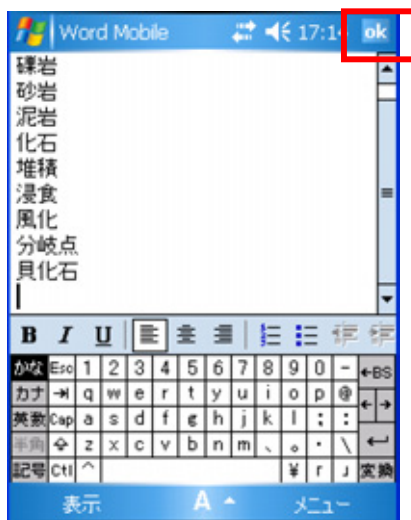 Word Mobile 17:14 ok
礫岩
砂岩
泥岩
化石
堆積
浸食
風化
分岐点
貝化石
B I U
かな Esc 1 2 3 4 5 6 7 8 9 0 - ←BS
カナ q w e r t y u i o p @ ← →
英数 Cap a s d f g h j k l ; :
半角 z x c v b n m 、 。 ・ \ ↵
記号 Ctl ^ ¥ 「 」 変換
表示 A メニュー